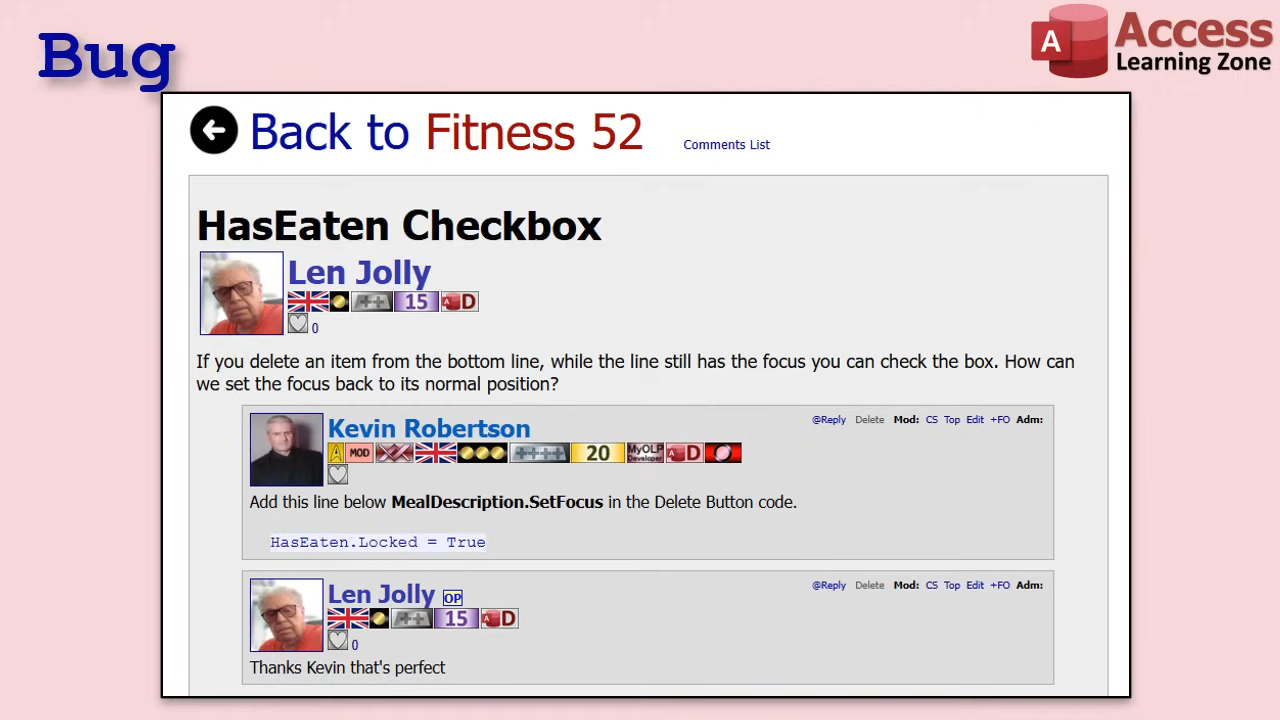 Bug
A Access
Learning Zone
Back to Fitness 52 Comments List
HasEaten Checkbox
Len Jolly
++ 15 A D
0
If you delete an item from the bottom line, while the line still has the focus you can check the box. How can
we set the focus back to its normal position?
Kevin Robertson @Reply Delete Mod: CS Top Edit +FO Adm:
MOD ++++ 20 MyOLP Developer A D
Add this line below MealDescription.SetFocus in the Delete Button code.
HasEaten.Locked = True
Len Jolly OP @Reply Delete Mod: CS Top Edit +FO Adm:
++ 15 A D
0
Thanks Kevin that's perfect